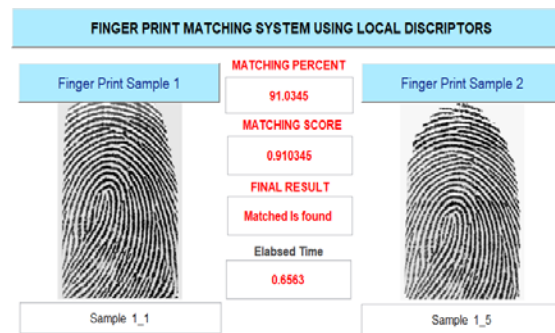 FINGER PRINT MATCHING SYSTEM USING LOCAL DISCRIPTORS
Finger Print Sample 1
MATCHING PERCENT
91.0345
MATCHING SCORE
0.910345
FINAL RESULT
Matched Is found
Elabsed Time
0.6563
Finger Print Sample 2
Sample 1_1
Sample 1_5